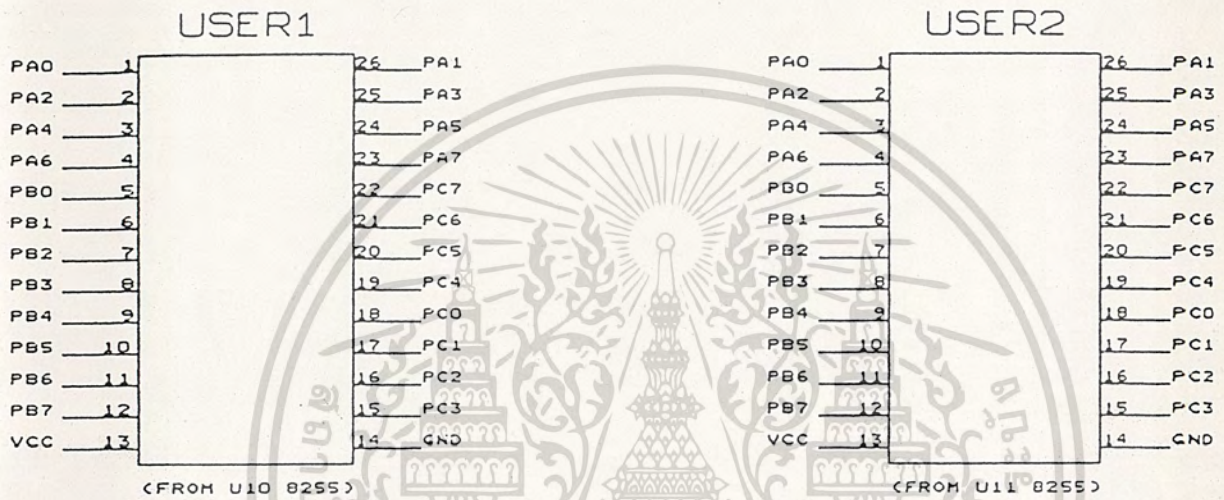 USER1
PA0 1 26 PA1
PA2 2 25 PA3
PA4 3 24 PA5
PA6 4 23 PA7
PB0 5 22 PC7
PB1 6 21 PC6
PB2 7 20 PC5
PB3 8 19 PC4
PB4 9 18 PC0
PB5 10 17 PC1
PB6 11 16 PC2
PB7 12 15 PC3
VCC 13 14 GND
(FROM U10 8255)
USER2
PA0 1 26 PA1
PA2 2 25 PA3
PA4 3 24 PA5
PA6 4 23 PA7
PB0 5 22 PC7
PB1 6 21 PC6
PB2 7 20 PC5
PB3 8 19 PC4
PB4 9 18 PC0
PB5 10 17 PC1
PB6 11 16 PC2
PB7 12 15 PC3
VCC 13 14 GND
(FROM U11 8255)